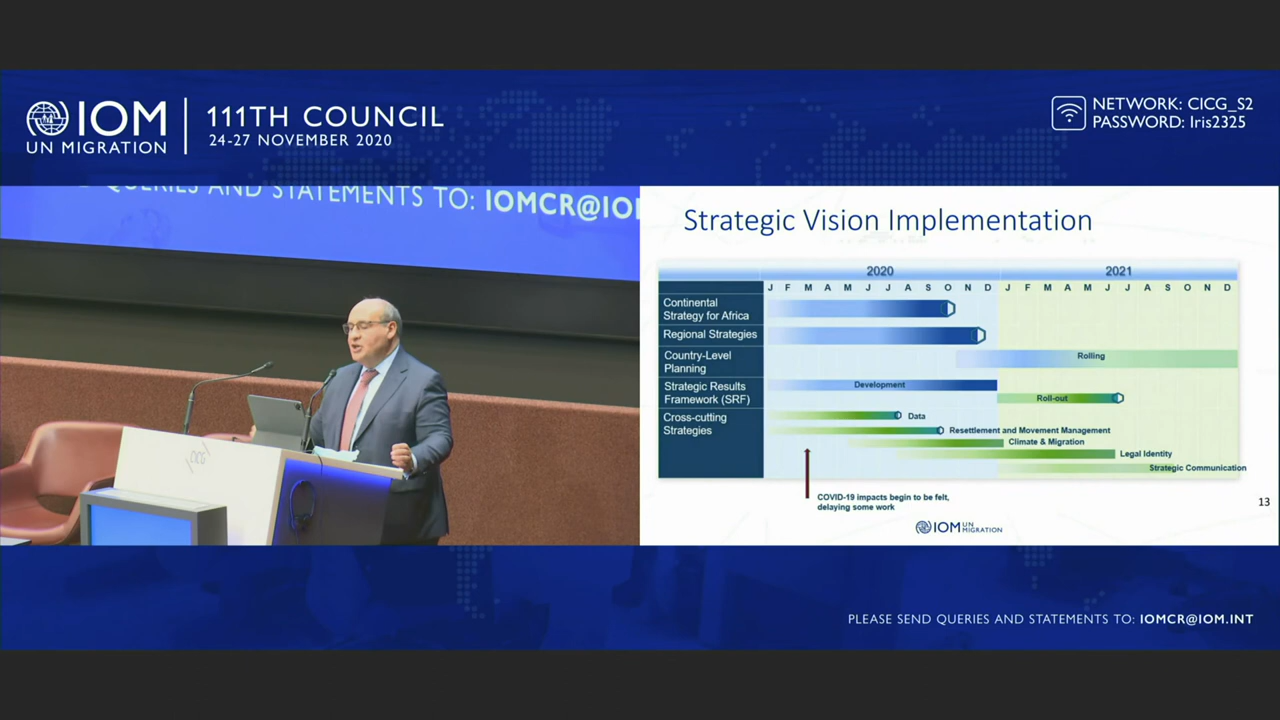 IOM
UN MIGRATION
111TH COUNCIL
24-27 NOVEMBER 2020
NETWORK: CICG_S2
PASSWORD: Iris2325
QUERIES AND STATEMENTS TO: IOMCR@IO
Strategic Vision Implementation
2020 2021
J F M A M J J A S O N D J F M A M J J A S O N D
Continental
Strategy for Africa
Regional Strategies
Country-Level
Planning
Rolling
Strategic Results
Framework (SRF)
Development
Roll-out
Cross-cutting
Strategies
Data
Resettlement and Movement Management
Climate & Migration
Legal Identity
Strategic Communication
COVID-19 impacts begin to be felt,
delaying some work
13
IOM UN
MIGRATION
PLEASE SEND QUERIES AND STATEMENTS TO: IOMCR@IOM.INT